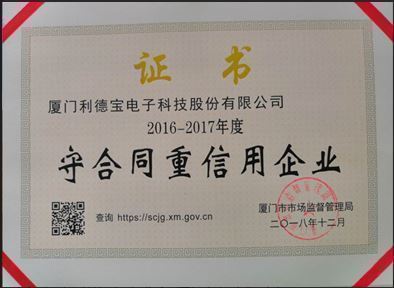 证书
厦门利德宝电子科技股份有限公司
2016-2017年度
守合同重信用企业
查询 https://scjg.xm.gov.cn
厦门市市场监督管理局
二〇一八年十二月